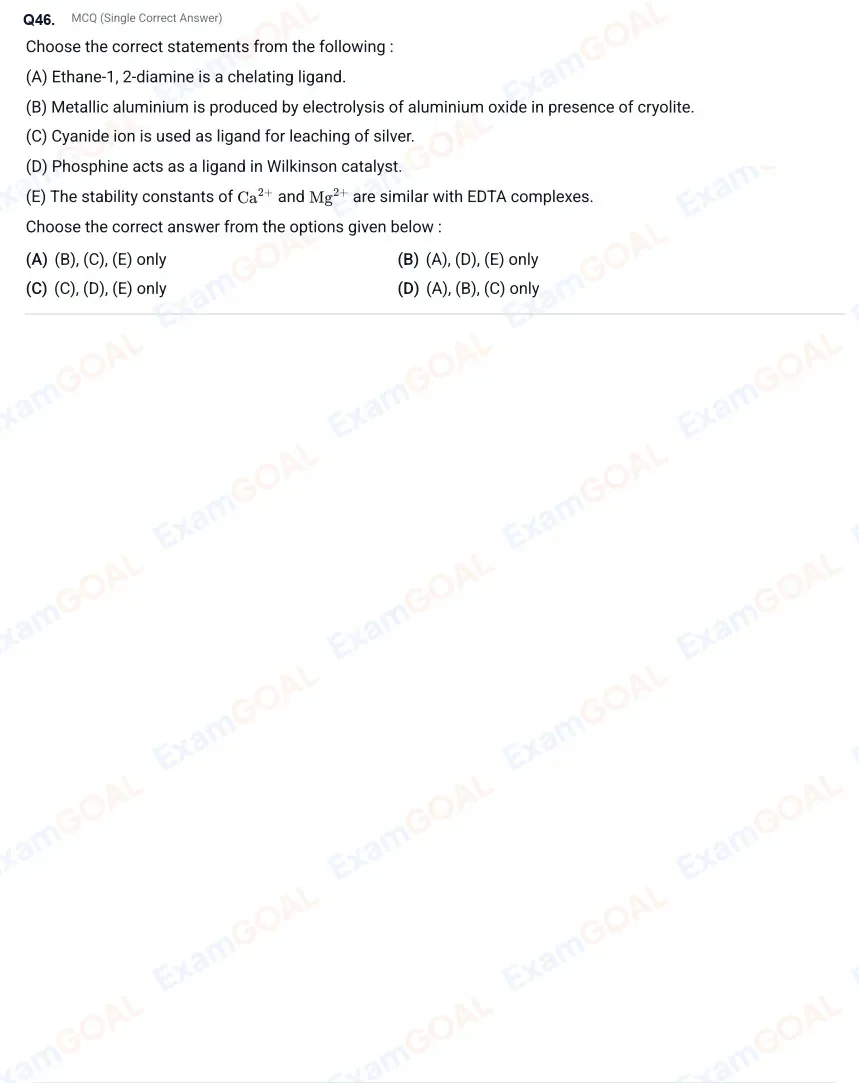 Q46. MCQ (Single Correct Answer)
Choose the correct statements from the following :
(A) Ethane-1, 2-diamine is a chelating ligand.
(B) Metallic aluminium is produced by electrolysis of aluminium oxide in presence of cryolite.
(C) Cyanide ion is used as ligand for leaching of silver.
(D) Phosphine acts as a ligand in Wilkinson catalyst.
(E) The stability constants of Ca²⁺ and Mg²⁺ are similar with EDTA complexes.
Choose the correct answer from the options given below :
(A) (B), (C), (E) only (B) (A), (D), (E) only
(C) (C), (D), (E) only (D) (A), (B), (C) only
ExamGOAL